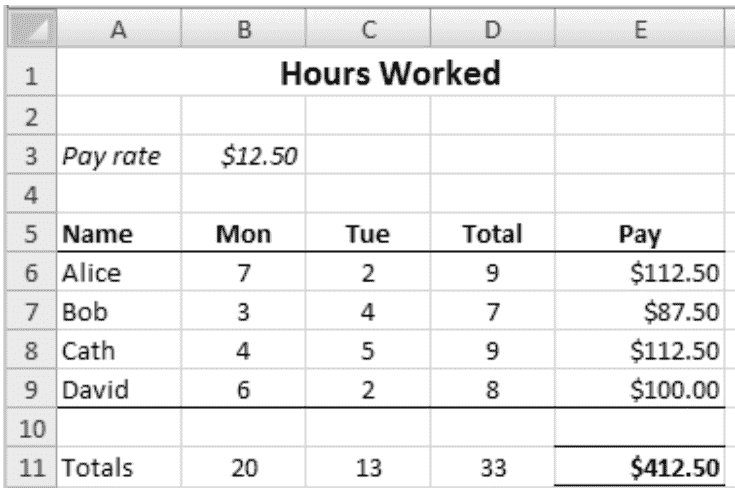 A B C D E
1 Hours Worked
2
3 Pay rate $12.50
4
5 Name Mon Tue Total Pay
6 Alice 7 2 9 $112.50
7 Bob 3 4 7 $87.50
8 Cath 4 5 9 $112.50
9 David 6 2 8 $100.00
10
11 Totals 20 13 33 $412.50